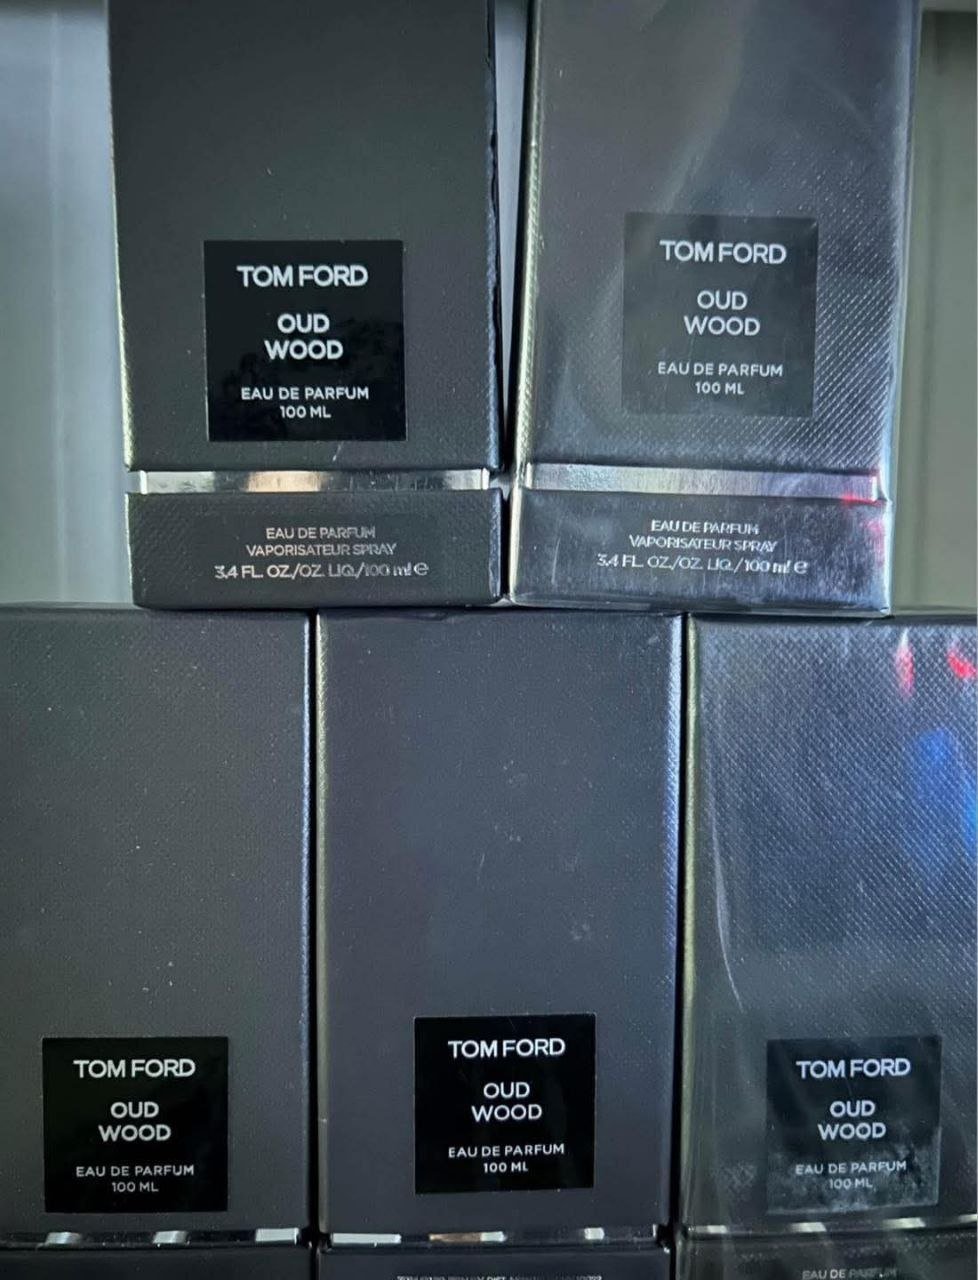 TOM FORD
OUD
WOOD
EAU DE PARFUM
100 ML
EAU DE PARFUM
VAPORISATEUR SPRAY
3.4 FL. OZ./OZ. LIQ./100 ml e
TOM FORD
OUD
WOOD
EAU DE PARFUM
100 ML
EAU DE PARFUM
VAPORISATEUR SPRAY
3.4 FL. OZ./OZ. LIQ./100 ml e
TOM FORD
OUD
WOOD
EAU DE PARFUM
100 ML
TOM FORD
OUD
WOOD
EAU DE PARFUM
100 ML
TOM FORD
OUD
WOOD
EAU DE PARFUM
100 ML
EAU DE PARFUM